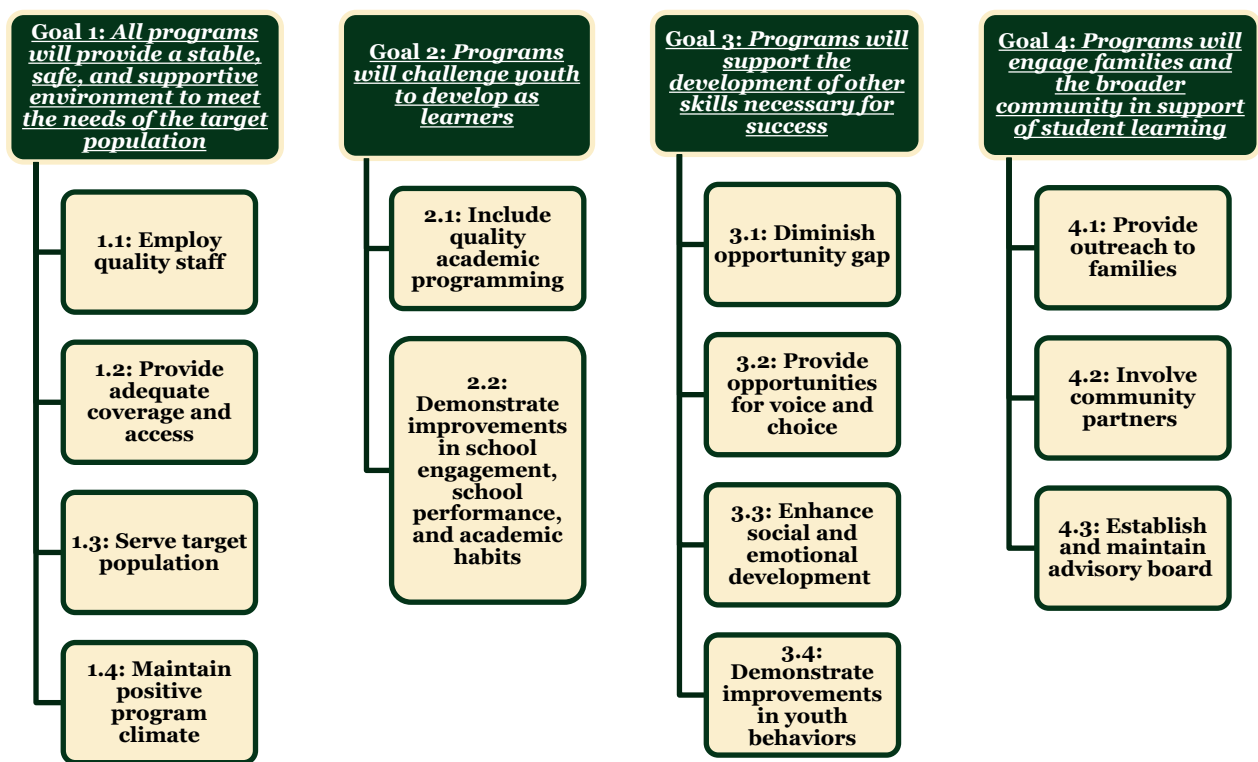 Goal 1: All programs
will provide a stable,
safe, and supportive
environment to meet
the needs of the target
population
1.1: Employ
quality staff
1.2: Provide
adequate
coverage and
access
1.3: Serve target
population
1.4: Maintain
positive
program
climate
Goal 2: Programs
will challenge youth
to develop as
learners
2.1: Include
quality
academic
programming
2.2:
Demonstrate
improvements
in school
engagement,
school
performance,
and academic
habits
Goal 3: Programs will
support the
development of other
skills necessary for
success
3.1: Diminish
opportunity gap
3.2: Provide
opportunities
for voice and
choice
3.3: Enhance
social and
emotional
development
3.4:
Demonstrate
improvements
in youth
behaviors
Goal 4: Programs will
engage families and
the broader
community in support
of student learning
4.1: Provide
outreach to
families
4.2: Involve
community
partners
4.3: Establish
and maintain
advisory board